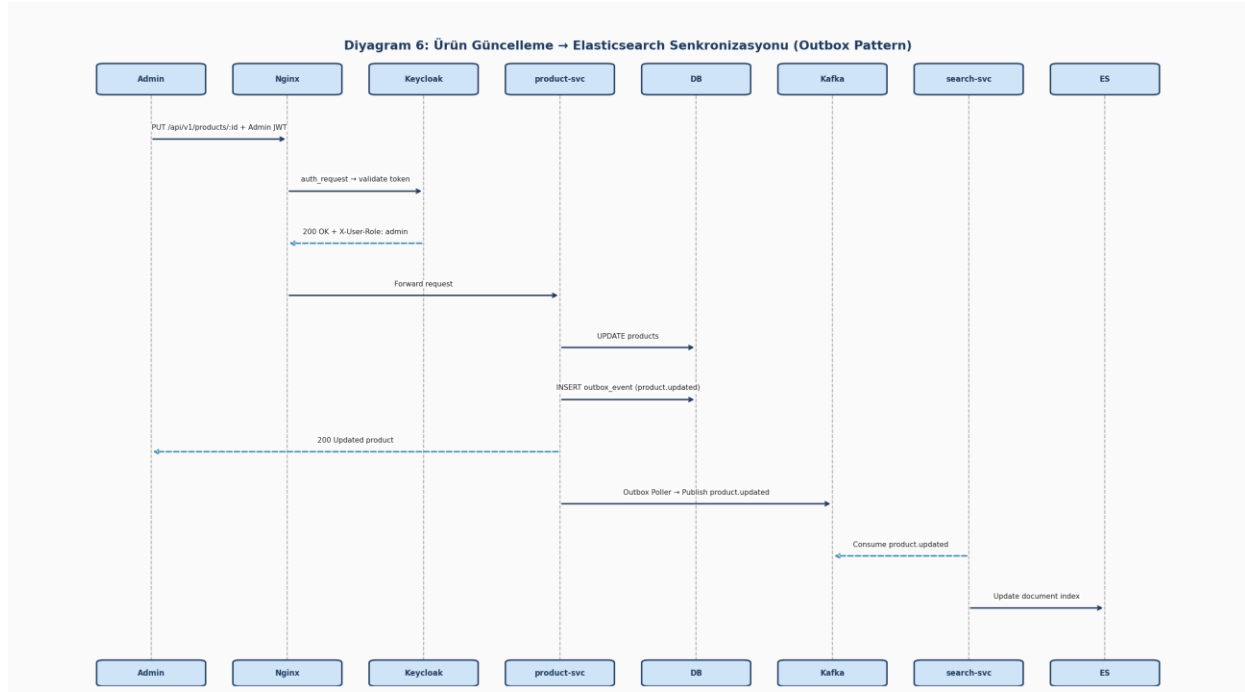 Diyagram 6: Ürün Güncelleme → Elasticsearch Senkronizasyonu (Outbox Pattern)
Admin Nginx Keycloak product-svc DB Kafka search-svc ES
PUT /api/v1/products/:id + Admin JWT
auth_request → validate token
200 OK + X-User-Role: admin
Forward request
UPDATE products
INSERT outbox_event (product.updated)
200 Updated product
Outbox Poller → Publish product.updated
Consume product.updated
Update document index
Admin Nginx Keycloak product-svc DB Kafka search-svc ES